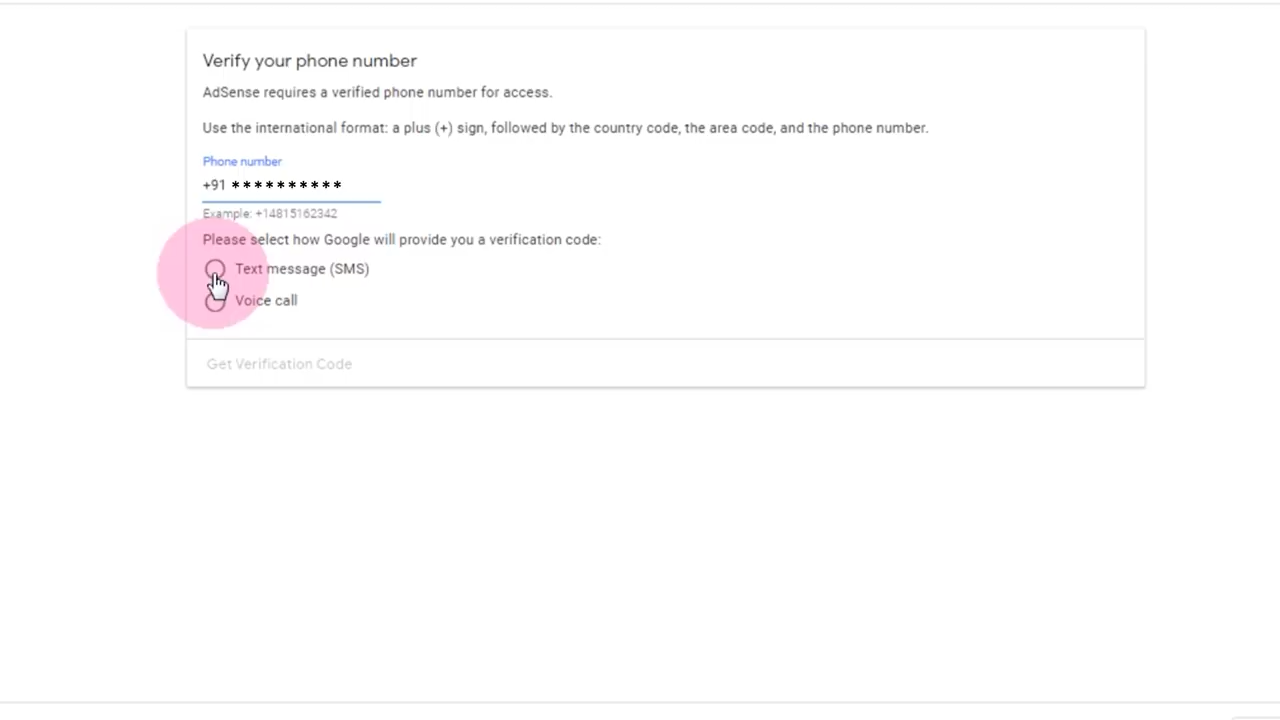 Verify your phone number
AdSense requires a verified phone number for access.
Use the international format: a plus (+) sign, followed by the country code, the area code, and the phone number.
Phone number
+91 **********
Example: +14815162342
Please select how Google will provide you a verification code:
Text message (SMS)
Voice call
Get Verification Code